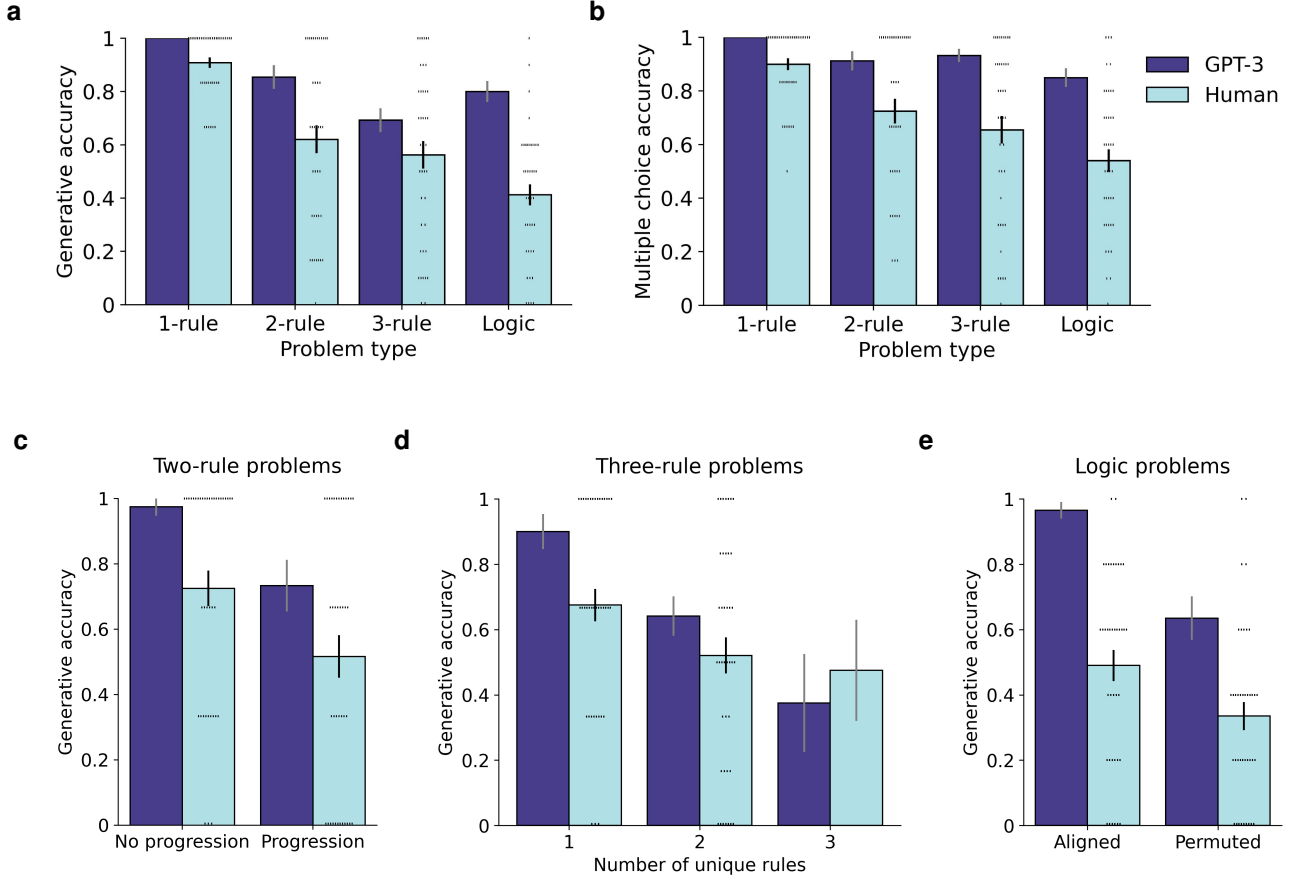 a
1
0.8
0.6
0.4
0.2
0
Generative accuracy
1-rule
2-rule
3-rule
Logic
Problem type
b
1
0.8
0.6
0.4
0.2
0
Multiple choice accuracy
1-rule
2-rule
3-rule
Logic
Problem type
GPT-3
Human
c
Two-rule problems
1
0.8
0.6
0.4
0.2
0
Generative accuracy
No progression
Progression
d
Three-rule problems
1
0.8
0.6
0.4
0.2
0
Generative accuracy
1
2
3
Number of unique rules
e
Logic problems
1
0.8
0.6
0.4
0.2
0
Generative accuracy
Aligned
Permuted